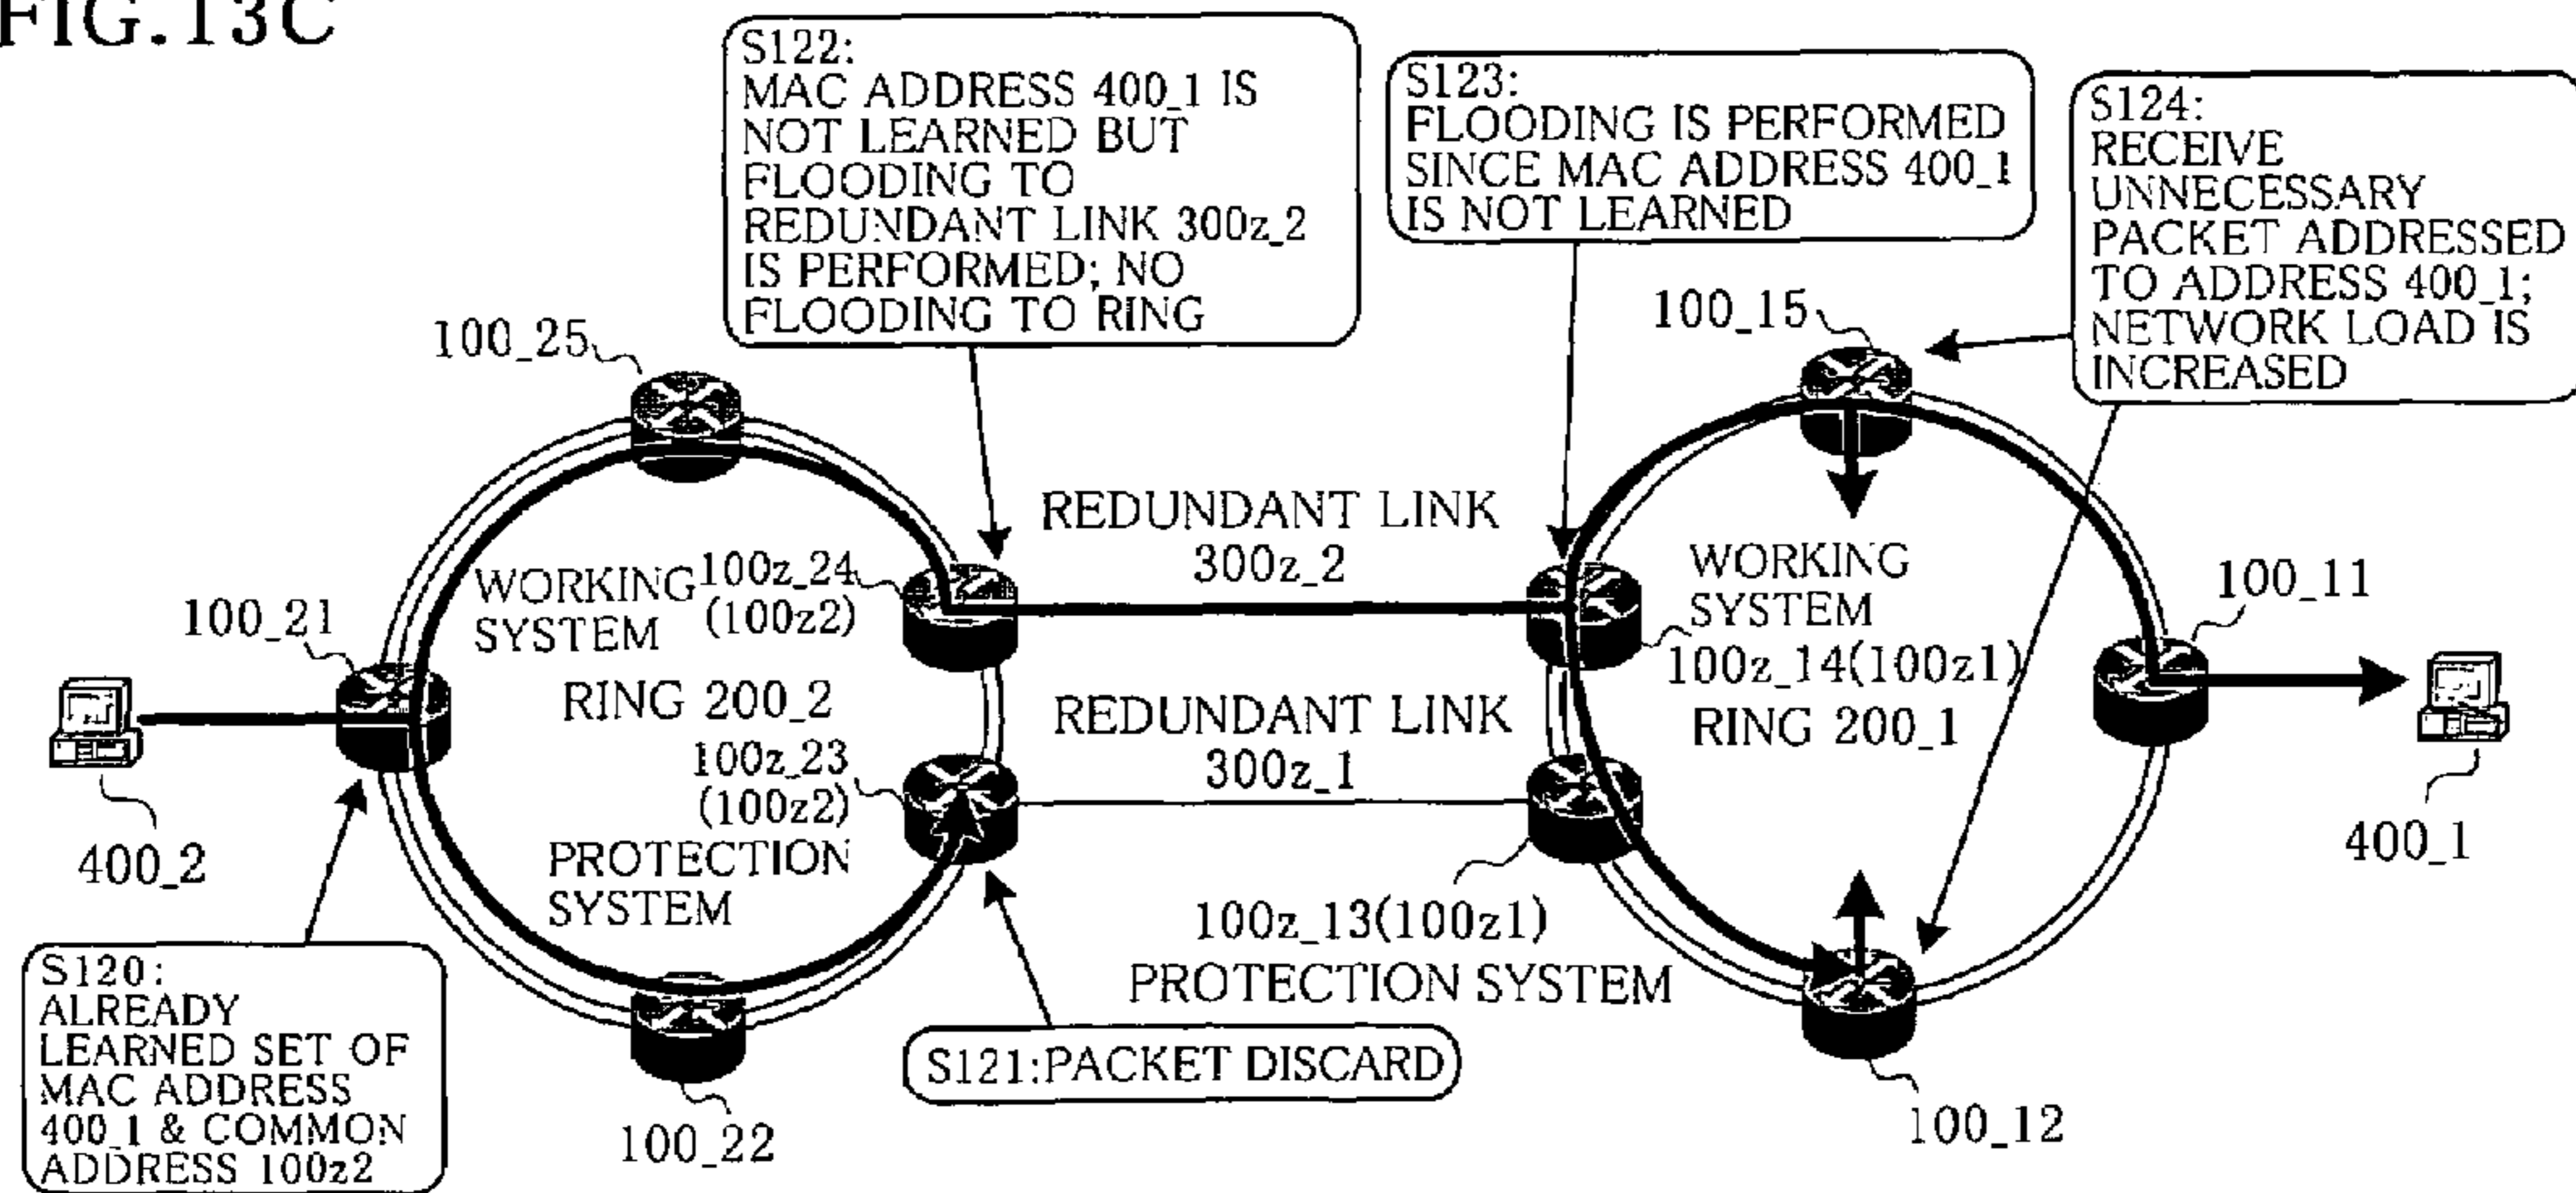 FIG.13C
S122:
MAC ADDRESS 400_1 IS
NOT LEARNED BUT
FLOODING TO
REDUNDANT LINK 300z_2
IS PERFORMED; NO
FLOODING TO RING
S123:
FLOODING IS PERFORMED
SINCE MAC ADDRESS 400_1
IS NOT LEARNED
S124:
RECEIVE
UNNECESSARY
PACKET ADDRESSED
TO ADDRESS 400_1;
NETWORK LOAD IS
INCREASED
100_25
100_15
REDUNDANT LINK
300z_2
WORKING
SYSTEM
100z_24
(100z2)
WORKING
SYSTEM
100z_14(100z1)
100_11
100_21
RING 200_2
REDUNDANT LINK
300z_1
RING 200_1
100z_23
(100z2)
PROTECTION
SYSTEM
400_2
400_1
100z_13(100z1)
PROTECTION SYSTEM
S120:
ALREADY
LEARNED SET OF
MAC ADDRESS
400_1 & COMMON
ADDRESS 100z2
S121:PACKET DISCARD
100_22
100_12